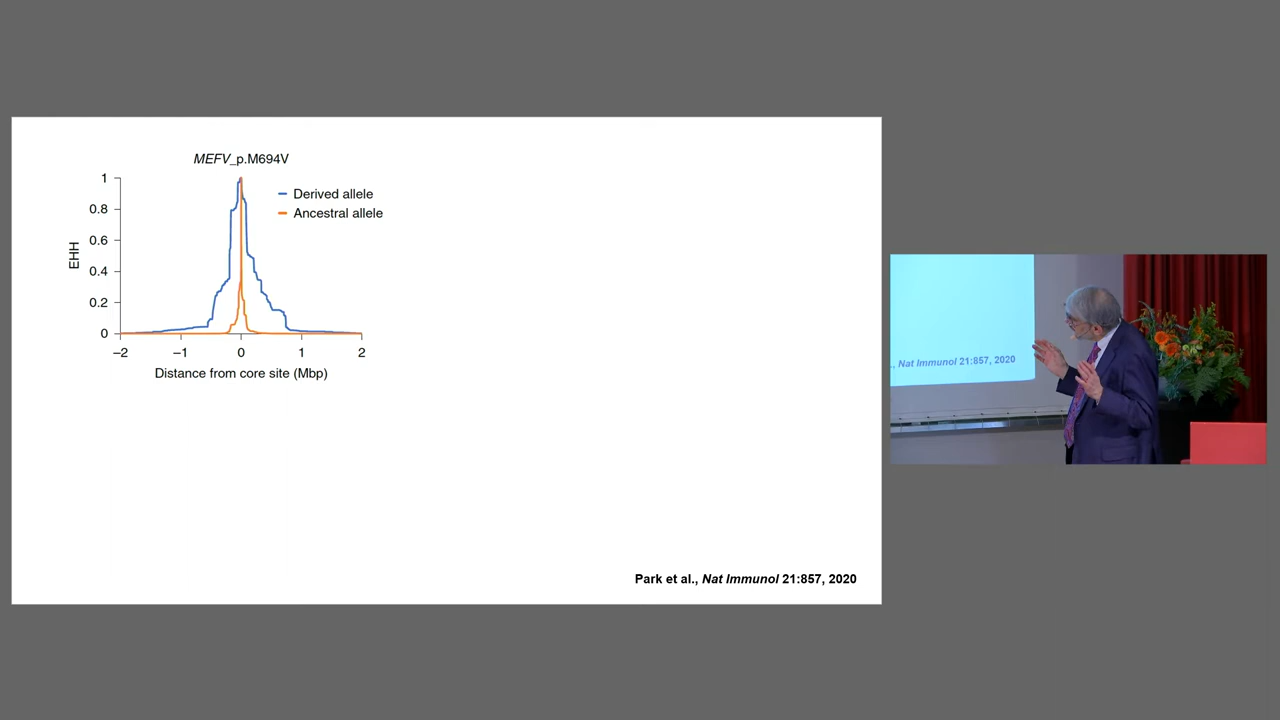 MEFV_p.M694V
1
0.8
0.6
0.4
0.2
0
EHH
Derived allele
Ancestral allele
–2 –1 0 1 2
Distance from core site (Mbp)
Park et al., Nat Immunol 21:857, 2020
., Nat Immunol 21:857, 2020